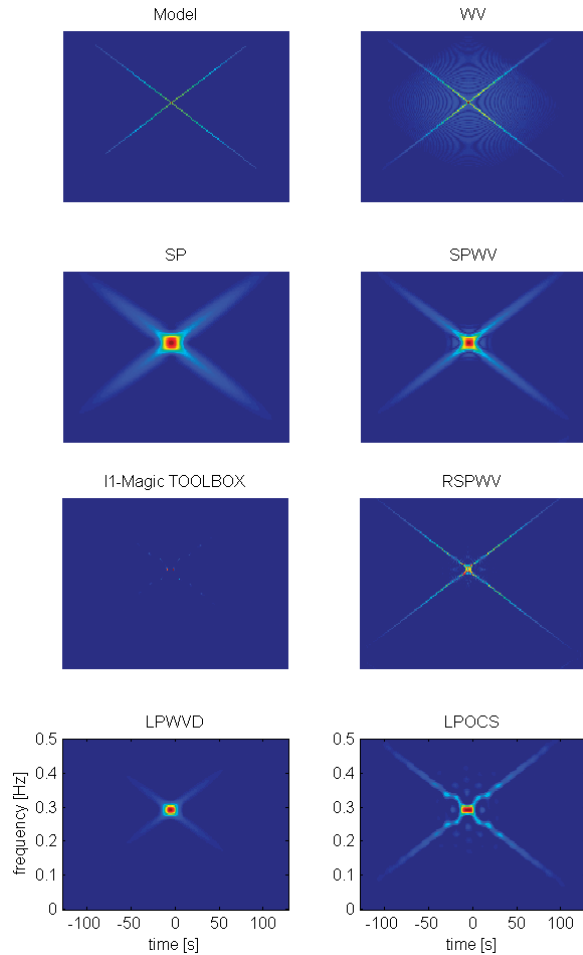 Model
WV
SP
SPWV
l1-Magic TOOLBOX
RSPWV
LPWVD
LPOCS
frequency [Hz]
0.5
0.4
0.3
0.2
0.1
0
0.5
0.4
0.3
0.2
0.1
0
-100 -50 0 50 100
-100 -50 0 50 100
time [s]
time [s]